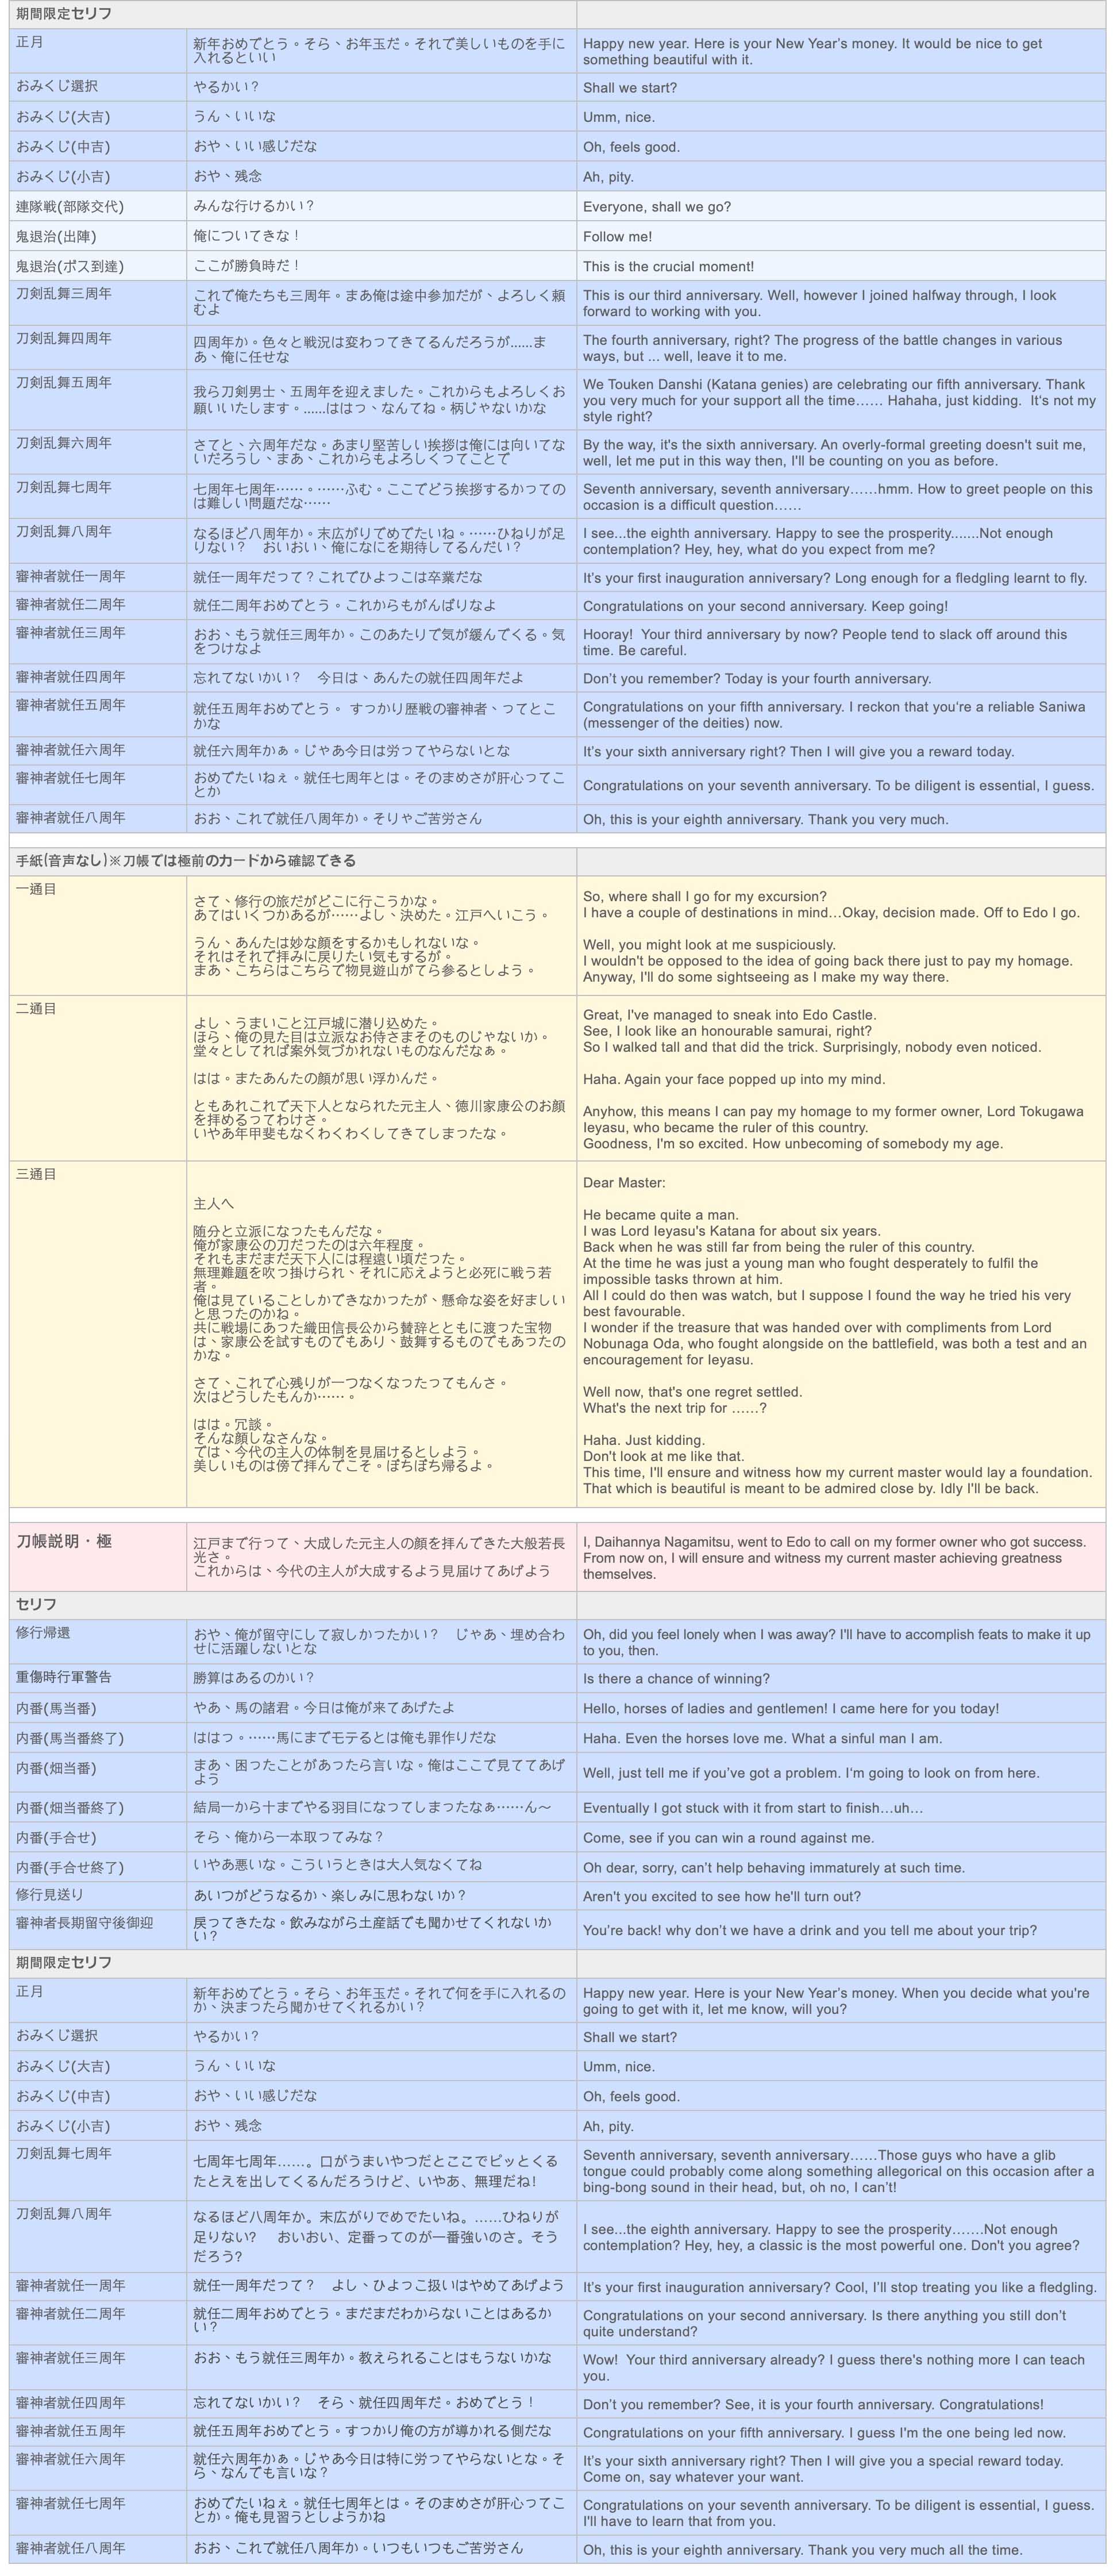 期間限定セリフ
正月
新年おめでとう。そら、お年玉だ。それで美しいものを手に
入れるといい
Happy new year. Here is your New Year's money. It would be nice to get
something beautiful with it.
おみくじ選択
やるかい？
Shall we start?
おみくじ(大吉)
うん、いいな
Umm, nice.
おみくじ(中吉)
おや、いい感じだな
Oh, feels good.
おみくじ(小吉)
おや、残念
Ah, pity.
連隊戦(部隊交代)
みんな行けるかい？
Everyone, shall we go?
鬼退治(出陣)
俺についてきな！
Follow me!
鬼退治(ボス到達)
ここが勝負時だ！
This is the crucial moment!
刀剣乱舞三周年
これで俺たちも三周年。まあ俺は途中参加だが、よろしく頼
むよ
This is our third anniversary. Well, however I joined halfway through, I look
forward to working with you.
刀剣乱舞四周年
四周年か。色々と戦況は変わってきてるんだろうが......ま
あ、俺に任せな
The fourth anniversary, right? The progress of the battle changes in various
ways, but ... well, leave it to me.
刀剣乱舞五周年
我ら刀剣男士、五周年を迎えました。これからもよろしくお
願いいたします。......ははっ、なんてね。柄じゃないかな
We Touken Danshi (Katana genies) are celebrating our fifth anniversary. Thank
you very much for your support all the time…… Hahaha, just kidding.  It's not my
style right?
刀剣乱舞六周年
さてと、六周年だな。あまり堅苦しい挨拶は俺には向いてな
いだろうし、まあ、これからもよろしくってことで
By the way, it's the sixth anniversary. An overly-formal greeting doesn't suit me,
well, let me put in this way then, I'll be counting on you as before.
刀剣乱舞七周年
七周年七周年……。……ふむ。ここでどう挨拶するかっての
は難しい問題だな……
Seventh anniversary, seventh anniversary……hmm. How to greet people on this
occasion is a difficult question……
刀剣乱舞八周年
なるほど八周年か。末広がりでめでたいね。……ひねりが足
りない？　おいおい、俺になにを期待してるんだい？
I see...the eighth anniversary. Happy to see the prosperity.......Not enough
contemplation? Hey, hey, what do you expect from me?
審神者就任一周年
就任一周年だって？これでひよっこは卒業だな
It's your first inauguration anniversary? Long enough for a fledgling learnt to fly.
審神者就任二周年
就任二周年おめでとう。これからもがんばりなよ
Congratulations on your second anniversary. Keep going!
審神者就任三周年
おお、もう就任三周年か。このあたりで気が緩んでくる。気
をつけなよ
Hooray!  Your third anniversary by now? People tend to slack off around this
time. Be careful.
審神者就任四周年
忘れてないかい？　今日は、あんたの就任四周年だよ
Don't you remember? Today is your fourth anniversary.
審神者就任五周年
就任五周年おめでとう。 すっかり歴戦の審神者、ってとこ
かな
Congratulations on your fifth anniversary. I reckon that you're a reliable Saniwa
(messenger of the deities) now.
審神者就任六周年
就任六周年かぁ。じゃあ今日は労ってやらないとな
It's your sixth anniversary right? Then I will give you a reward today.
審神者就任七周年
おめでたいねぇ。就任七周年とは。そのまめさが肝心ってこ
とか
Congratulations on your seventh anniversary. To be diligent is essential, I guess.
審神者就任八周年
おお、これで就任八周年か。そりゃご苦労さん
Oh, this is your eighth anniversary. Thank you very much.
手紙(音声なし)※刀帳では極前のカードから確認できる
一通目
さて、修行の旅だがどこに行こうかな。
あてはいくつかあるが……よし、決めた。江戸へいこう。
うん、あんたは妙な顔をするかもしれないな。
それはそれで拝みに戻りたい気もするが。
まあ、こちらはこちらで物見遊山がてら参るとしよう。
So, where shall I go for my excursion?
I have a couple of destinations in mind…Okay, decision made. Off to Edo I go.
Well, you might look at me suspiciously.
I wouldn't be opposed to the idea of going back there just to pay my homage.
Anyway, I'll do some sightseeing as I make my way there.
二通目
よし、うまいこと江戸城に潜り込めた。
ほら、俺の見た目は立派なお侍さまそのものじゃないか。
堂々としてれば案外気づかれないものなんだなぁ。
はは。またあんたの顔が思い浮かんだ。
ともあれこれで天下人となられた元主人、徳川家康公のお顔
を拝めるってわけさ。
いやあ年甲斐もなくわくわくしてきてしまったな。
Great, I've managed to sneak into Edo Castle.
See, I look like an honourable samurai, right?
So I walked tall and that did the trick. Surprisingly, nobody even noticed.
Haha. Again your face popped up into my mind.
Anyhow, this means I can pay my homage to my former owner, Lord Tokugawa
Ieyasu, who became the ruler of this country.
Goodness, I'm so excited. How unbecoming of somebody my age.
三通目
主人へ
随分と立派になったもんだな。
俺が家康公の刀だったのは六年程度。
それもまだまだ天下人には程遠い頃だった。
無理難題を吹っ掛けられ、それに応えようと必死に戦う若
者。
俺は見ていることしかできなかったが、懸命な姿を好ましい
と思ったのかね。
共に戦場にあった織田信長公から賛辞とともに渡った宝物
は、家康公を試すものでもあり、鼓舞するものでもあったの
かな。
さて、これで心残りが一つなくなったってもんさ。
次はどうしたもんか……。
はは。冗談。
そんな顔しなさんな。
では、今代の主人の体制を見届けるとしよう。
美しいものは傍で拝んでこそ。ぼちぼち帰るよ。
Dear Master:
He became quite a man.
I was Lord Ieyasu's Katana for about six years.
Back when he was still far from being the ruler of this country.
At the time he was just a young man who fought desperately to fulfil the
impossible tasks thrown at him.
All I could do then was watch, but I suppose I found the way he tried his very
best favourable.
I wonder if the treasure that was handed over with compliments from Lord
Nobunaga Oda, who fought alongside on the battlefield, was both a test and an
encouragement for Ieyasu.
Well now, that's one regret settled.
What's the next trip for ……?
Haha. Just kidding.
Don't look at me like that.
This time, I'll ensure and witness how my current master would lay a foundation.
That which is beautiful is meant to be admired close by. Idly I'll be back.
刀帳説明・極
江戸まで行って、大成した元主人の顔を拝んできた大般若長
光さ。
これからは、今代の主人が大成するよう見届けてあげよう
I, Daihannya Nagamitsu, went to Edo to call on my former owner who got success.
From now on, I will ensure and witness my current master achieving greatness
themselves.
セリフ
修行帰還
おや、俺が留守にして寂しかったかい？　じゃあ、埋め合わ
せに活躍しないとな
Oh, did you feel lonely when I was away? I'll have to accomplish feats to make it up
to you, then.
重傷時行軍警告
勝算はあるのかい？
Is there a chance of winning?
内番(馬当番)
やあ、馬の諸君。今日は俺が来てあげたよ
Hello, horses of ladies and gentlemen! I came here for you today!
内番(馬当番終了)
ははっ。……馬にまでモテるとは俺も罪作りだな
Haha. Even the horses love me. What a sinful man I am.
内番(畑当番)
まあ、困ったことがあったら言いな。俺はここで見ててあげ
よう
Well, just tell me if you've got a problem. I'm going to look on from here.
内番(畑当番終了)
結局一から十までやる羽目になってしまったなぁ……ん〜
Eventually I got stuck with it from start to finish…uh…
内番(手合せ)
そら、俺から一本取ってみな？
Come, see if you can win a round against me.
内番(手合せ終了)
いやあ悪いな。こういうときは大人気なくてね
Oh dear, sorry, can't help behaving immaturely at such time.
修行見送り
あいつがどうなるか、楽しみに思わないか？
Aren't you excited to see how he'll turn out?
審神者長期留守後御迎
戻ってきたな。飲みながら土産話でも聞かせてくれないか
い？
You're back! why don't we have a drink and you tell me about your trip?
期間限定セリフ
正月
新年おめでとう。そら、お年玉だ。それで何を手に入れるの
か、決まったら聞かせてくれるかい？
Happy new year. Here is your New Year's money. When you decide what you're
going to get with it, let me know, will you?
おみくじ選択
やるかい？
Shall we start?
おみくじ(大吉)
うん、いいな
Umm, nice.
おみくじ(中吉)
おや、いい感じだな
Oh, feels good.
おみくじ(小吉)
おや、残念
Ah, pity.
刀剣乱舞七周年
七周年七周年……。口がうまいやつだとここでピッとくる
たとえを出してくるんだろうけど、いやあ、無理だね!
Seventh anniversary, seventh anniversary……Those guys who have a glib
tongue could probably come along something allegorical on this occasion after a
bing-bong sound in their head, but, oh no, I can't!
刀剣乱舞八周年
なるほど八周年か。末広がりでめでたいね。……ひねりが
足りない?　おいおい、定番ってのが一番強いのさ。そう
だろう?
I see...the eighth anniversary. Happy to see the prosperity…….Not enough
contemplation? Hey, hey, a classic is the most powerful one. Don't you agree?
審神者就任一周年
就任一周年だって？　よし、ひよっこ扱いはやめてあげよう
It's your first inauguration anniversary? Cool, I'll stop treating you like a fledgling.
審神者就任二周年
就任二周年おめでとう。まだまだわからないことはあるか
い？
Congratulations on your second anniversary. Is there anything you still don't
quite understand?
審神者就任三周年
おお、もう就任三周年か。教えられることはもうないかな
Wow!  Your third anniversary already? I guess there's nothing more I can teach
you.
審神者就任四周年
忘れてないかい？　そら、就任四周年だ。おめでとう！
Don't you remember? See, it is your fourth anniversary. Congratulations!
審神者就任五周年
就任五周年おめでとう。すっかり俺の方が導かれる側だな
Congratulations on your fifth anniversary. I guess I'm the one being led now.
審神者就任六周年
就任六周年かぁ。じゃあ今日は特に労ってやらないとな。そ
ら、なんでも言いな？
It's your sixth anniversary right? Then I will give you a special reward today.
Come on, say whatever your want.
審神者就任七周年
おめでたいねぇ。就任七周年とは。そのまめさが肝心ってこ
とか。俺も見習うとしようかね
Congratulations on your seventh anniversary. To be diligent is essential, I guess.
I'll have to learn that from you.
審神者就任八周年
おお、これで就任八周年か。いつもいつもご苦労さん
Oh, this is your eighth anniversary. Thank you very much all the time.